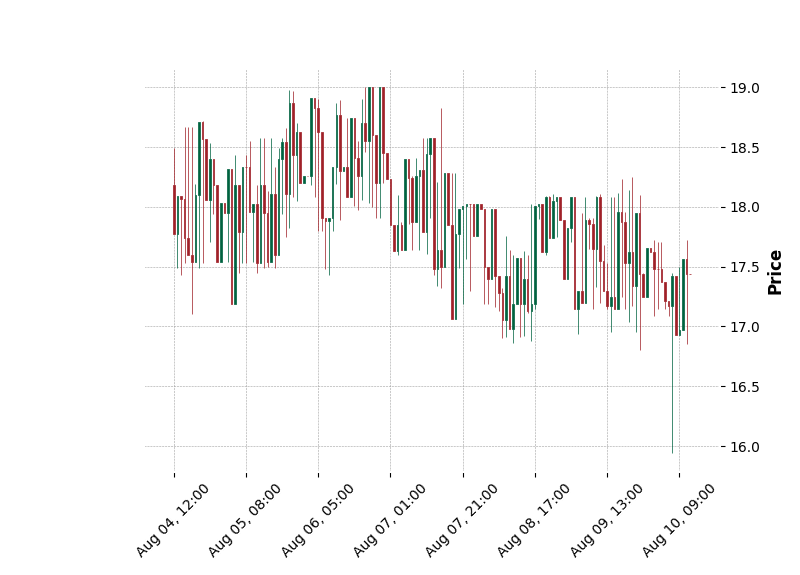 19.0
18.5
18.0
17.5
17.0
16.5
16.0
Price
Aug 04, 12:00
Aug 05, 08:00
Aug 06, 05:00
Aug 07, 01:00
Aug 07, 21:00
Aug 08, 17:00
Aug 09, 13:00
Aug 10, 09:00